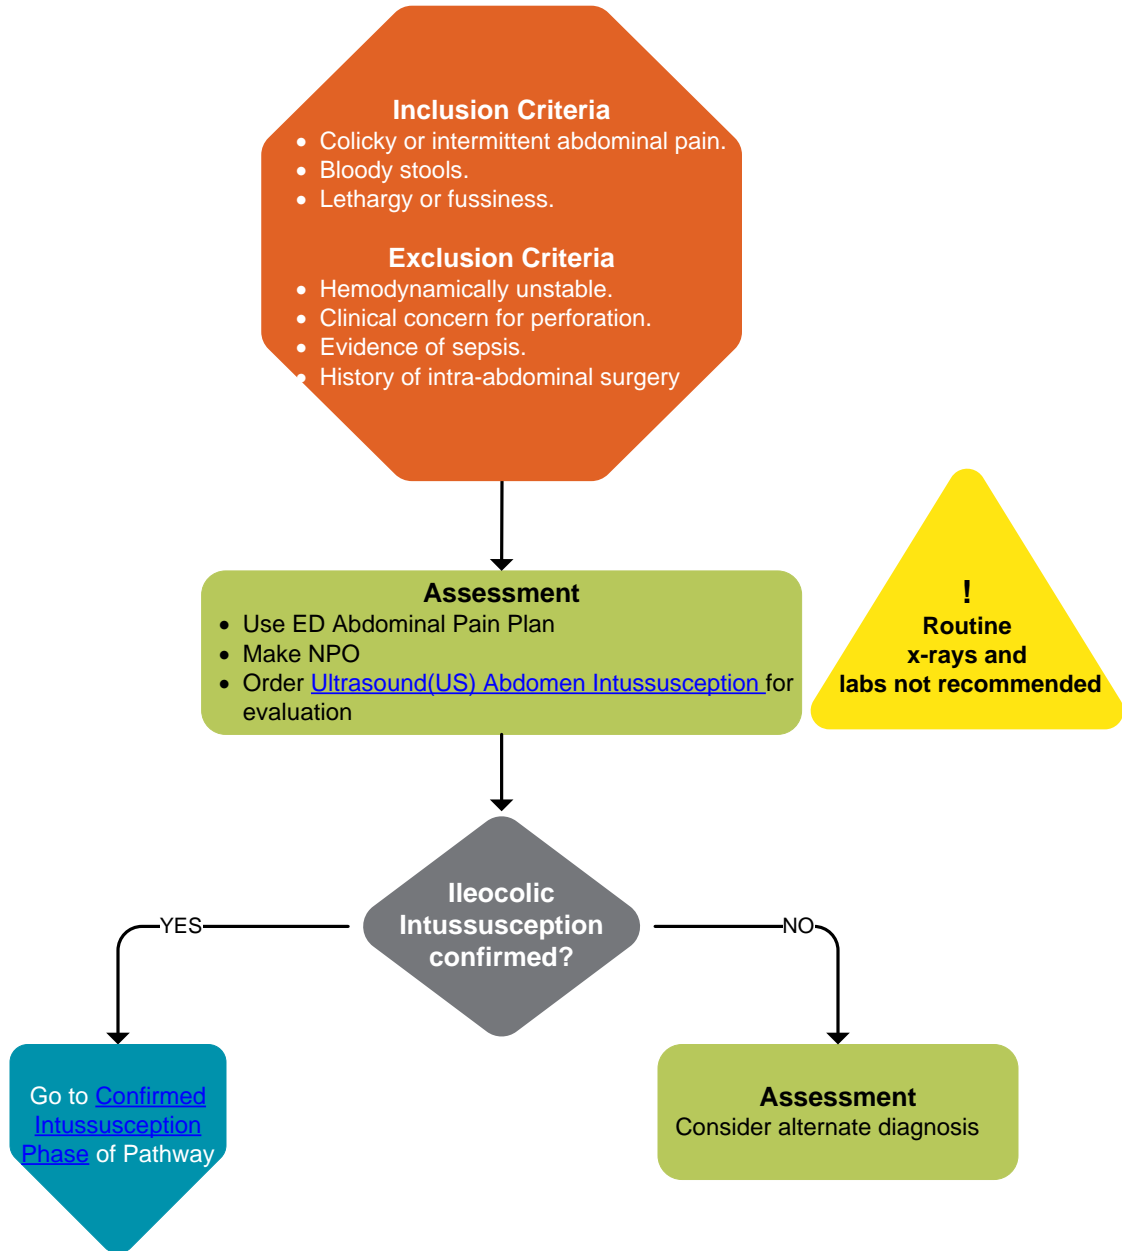 Inclusion Criteria
• Colicky or intermittent abdominal pain.
• Bloody stools.
• Lethargy or fussiness.
Exclusion Criteria
• Hemodynamically unstable.
• Clinical concern for perforation.
• Evidence of sepsis.
• History of intra-abdominal surgery
Assessment
• Use ED Abdominal Pain Plan
• Make NPO
• Order Ultrasound(US) Abdomen Intussusception for
evaluation
!
Routine
x-rays and
labs not recommended
Ileocolic
Intussusception
confirmed?
YES
NO
Go to Confirmed
Intussusception
Phase of Pathway
Assessment
Consider alternate diagnosis